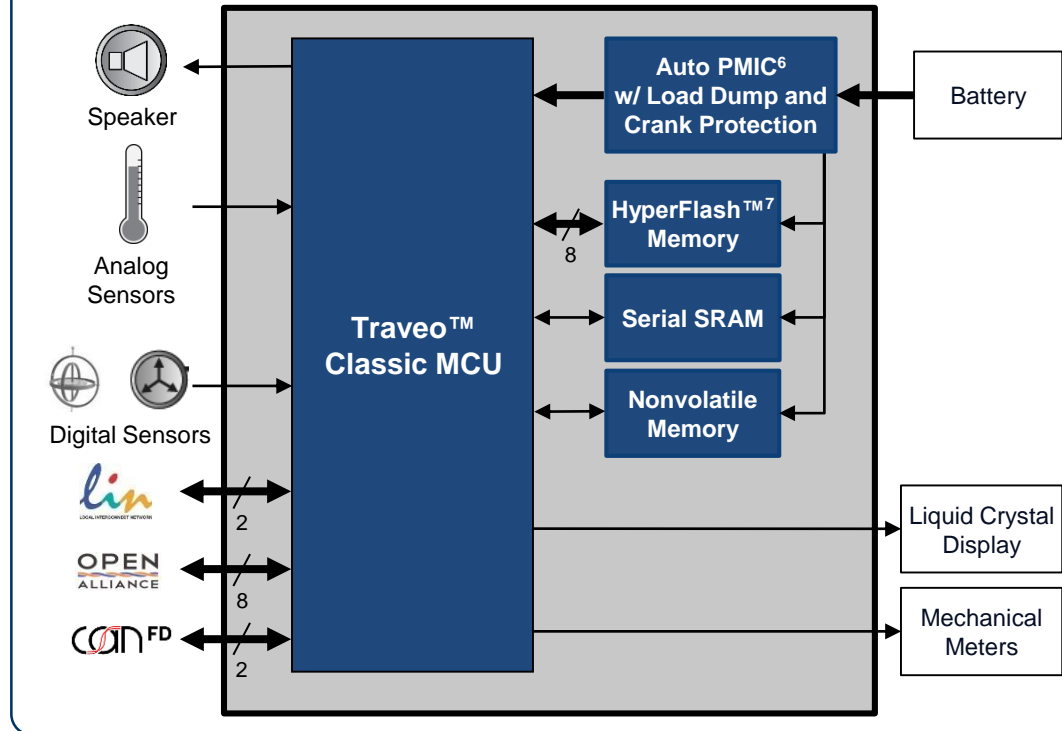 Speaker
Analog
Sensors
Digital Sensors
lin
LOCAL INTERCONNECT NETWORK
2
OPEN
ALLIANCE
8
CAN FD
2
Traveo™
Classic MCU
Auto PMIC⁶
w/ Load Dump and
Crank Protection
HyperFlash™⁷
Memory
8
Serial SRAM
Nonvolatile
Memory
Battery
Liquid Crystal
Display
Mechanical
Meters